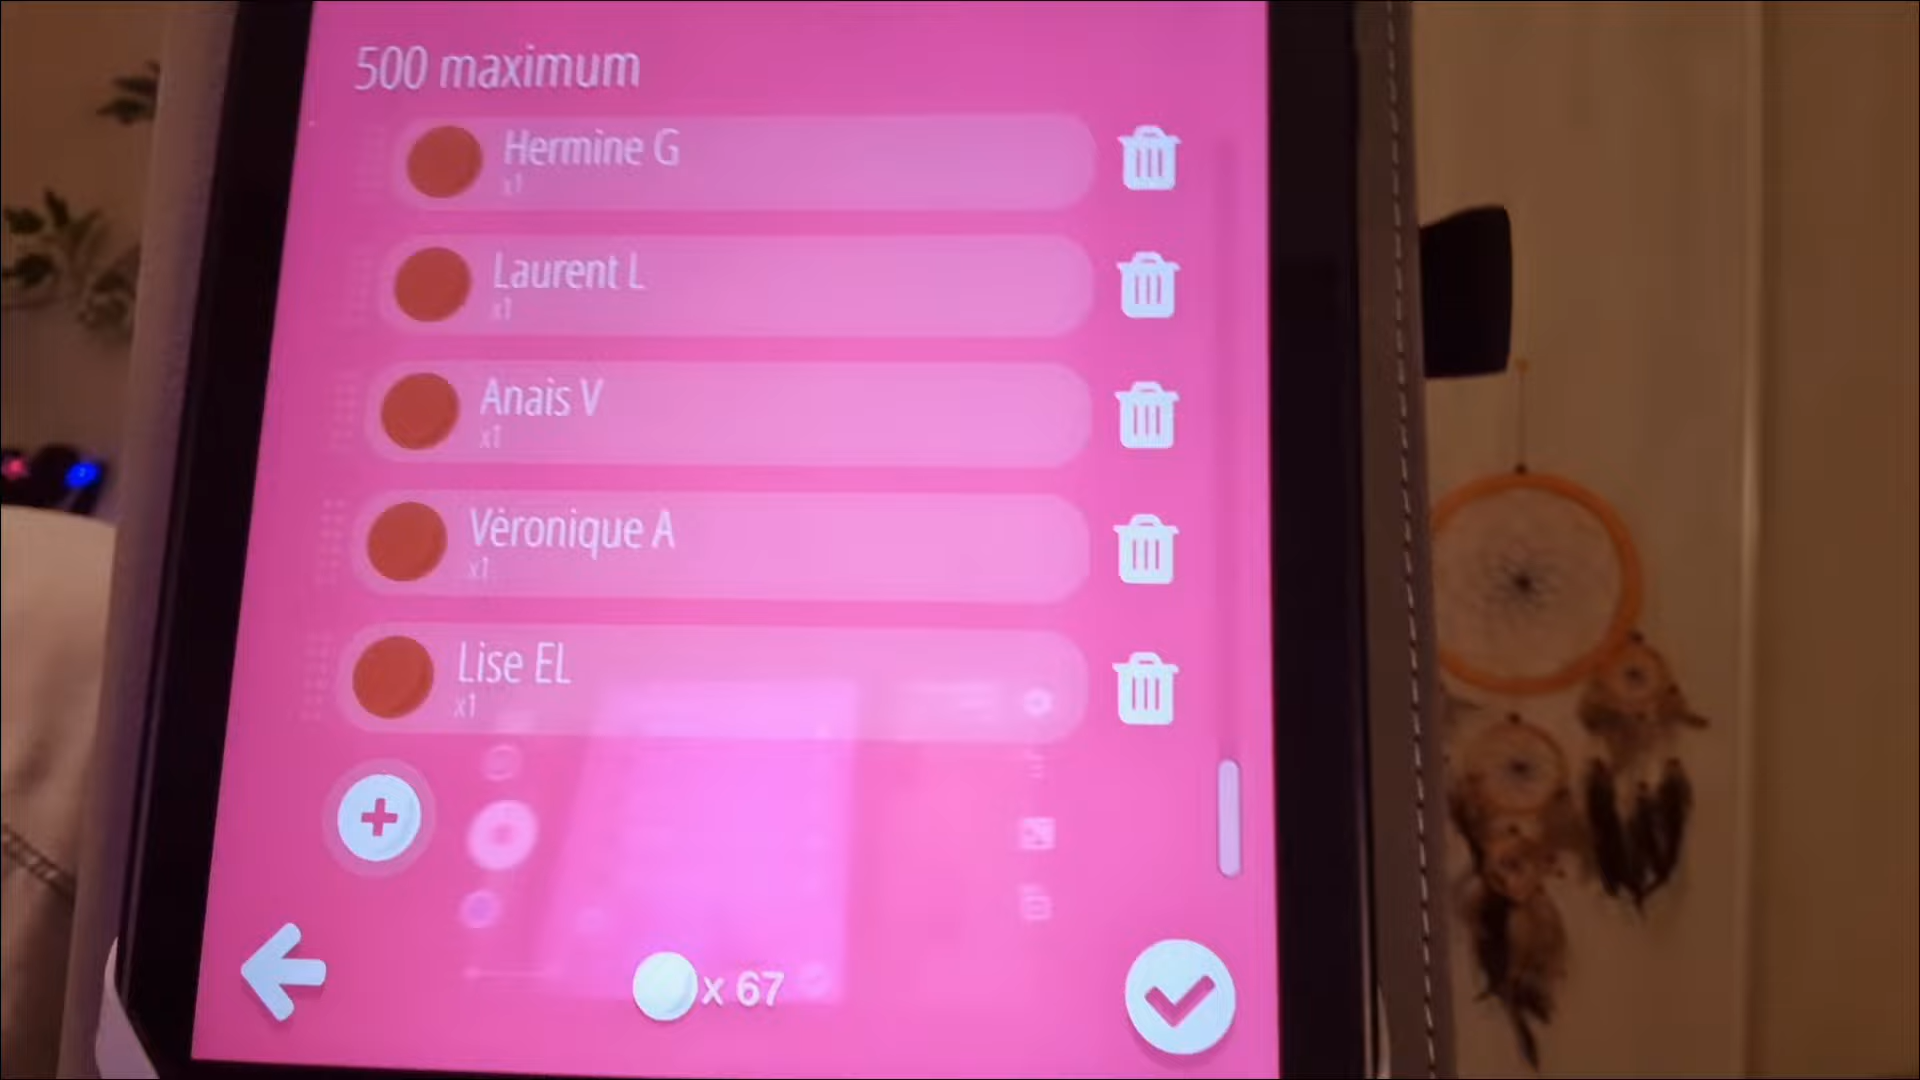 500 maximum
Hermine G
x1
Laurent L
x1
Anais V
x1
Véronique A
x1
Lise EL
x1
x 67